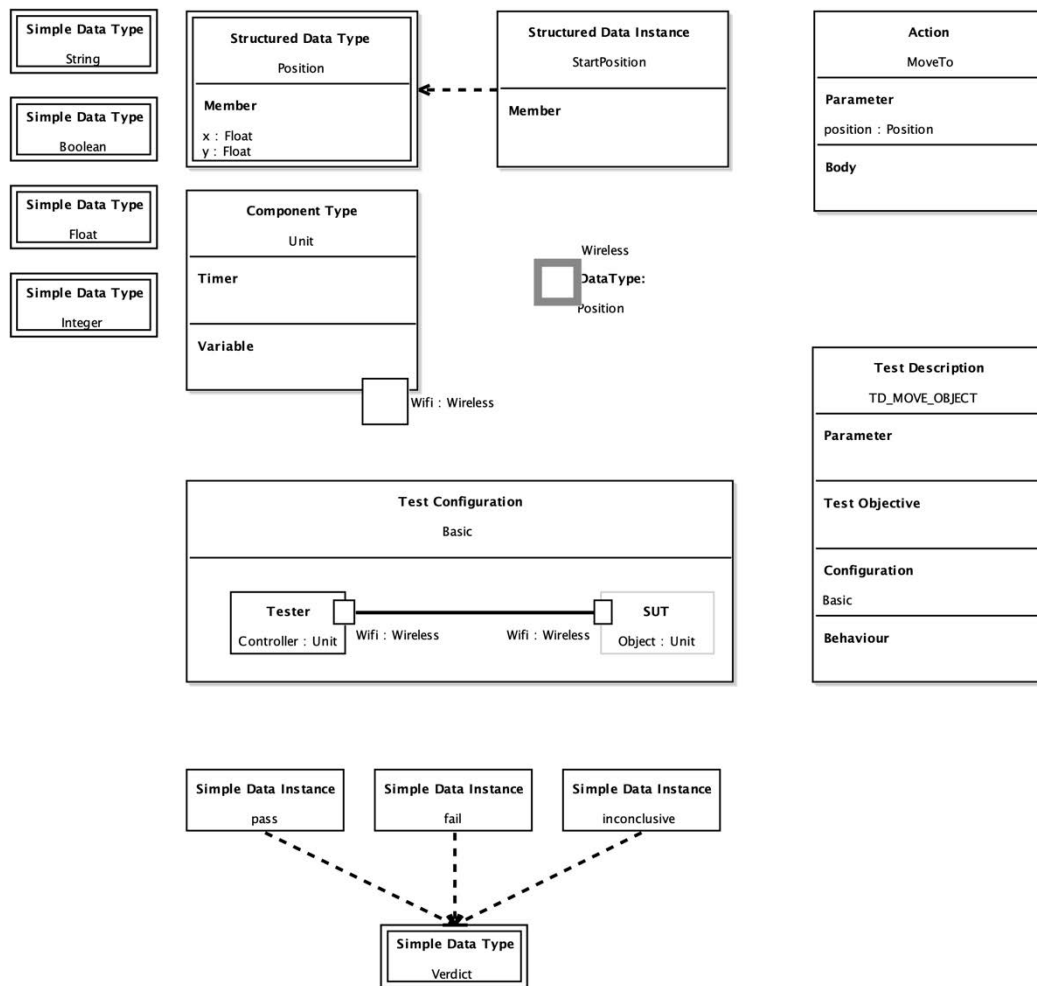 Simple Data Type
String
Simple Data Type
Boolean
Simple Data Type
Float
Simple Data Type
Integer
Structured Data Type
Position
Member
x : Float
y : Float
Structured Data Instance
StartPosition
Member
Action
MoveTo
Parameter
position : Position
Body
Component Type
Unit
Timer
Variable
Wifi : Wireless
Wireless
DataType:
Position
Test Description
TD_MOVE_OBJECT
Parameter
Test Objective
Configuration
Basic
Behaviour
Test Configuration
Basic
Tester
Controller : Unit
Wifi : Wireless
Wifi : Wireless
SUT
Object : Unit
Simple Data Instance
pass
Simple Data Instance
fail
Simple Data Instance
inconclusive
Simple Data Type
Verdict